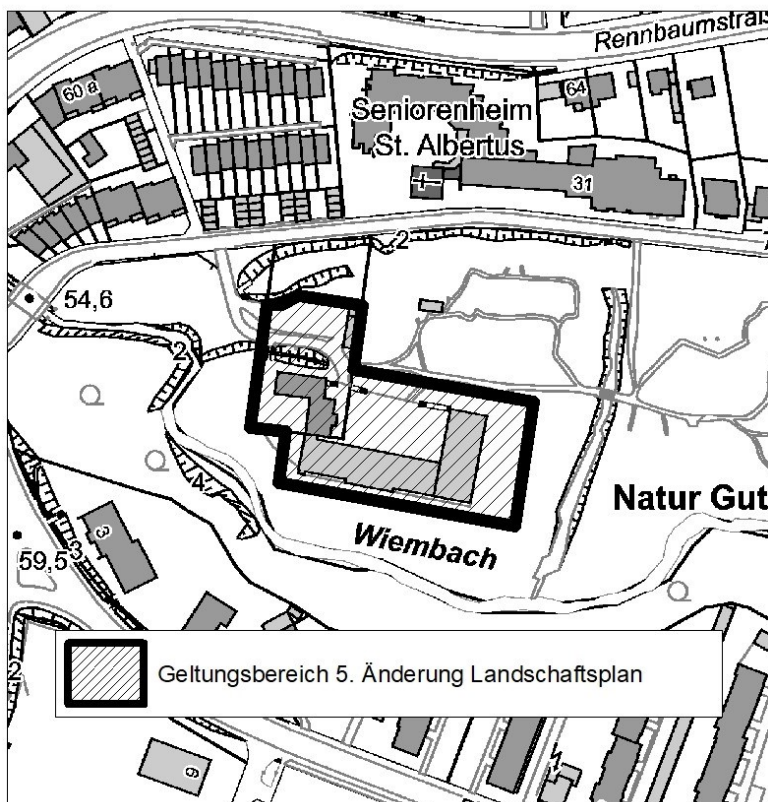 Rennbaumstraß
60 a
64
Seniorenheim
St. Albertus
31
2
54,6
2
4
Natur Gut
Wiembach
3
59,5
3
2
Geltungsbereich 5. Änderung Landschaftsplan
9